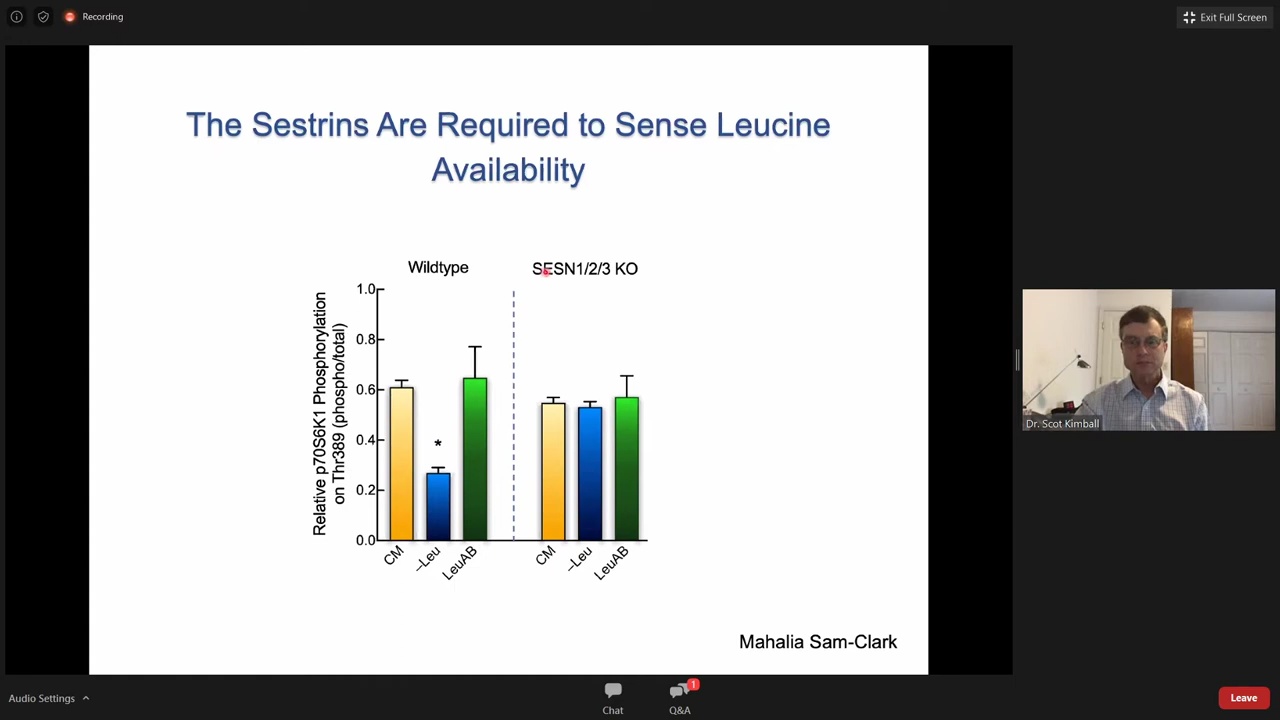 Recording
Exit Full Screen
The Sestrins Are Required to Sense Leucine
Availability
Wildtype
SESN1/2/3 KO
Relative p70S6K1 Phosphorylation
on Thr389 (phospho/total)
1.0
0.8
0.6
0.4
0.2
0.0
*
CM
–Leu
LeuAB
CM
–Leu
LeuAB
Mahalia Sam-Clark
Dr. Scot Kimball
Audio Settings
Chat
1
Q&A
Leave